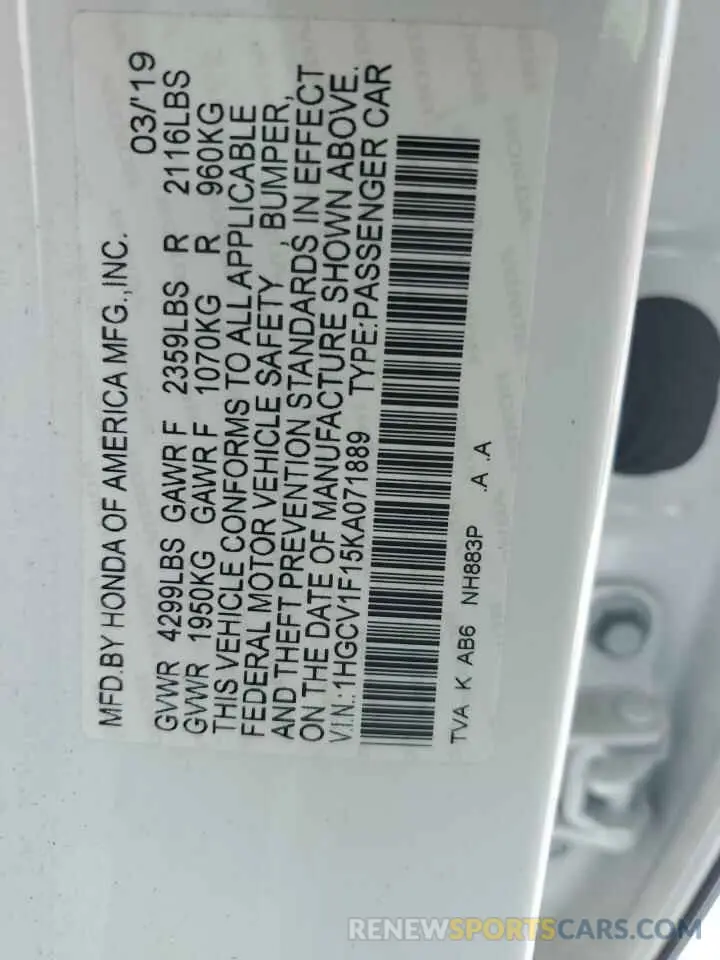 MFD.BY HONDA OF AMERICA MFG.,INC. 03/'19
GVWR 4299LBS GAWR F 2359LBS R 2116LBS
GVWR 1950KG GAWR F 1070KG R 960KG
THIS VEHICLE CONFORMS TO ALL APPLICABLE
FEDERAL MOTOR VEHICLE SAFETY , BUMPER,
AND THEFT PREVENTION STANDARDS IN EFFECT
ON THE DATE OF MANUFACTURE SHOWN ABOVE.
V.I.N.:1HGCV1F15KA071889 TYPE:PASSENGER CAR
TVA K AB6 NH883P .A .A
RENEWSPORTSCARS.COM